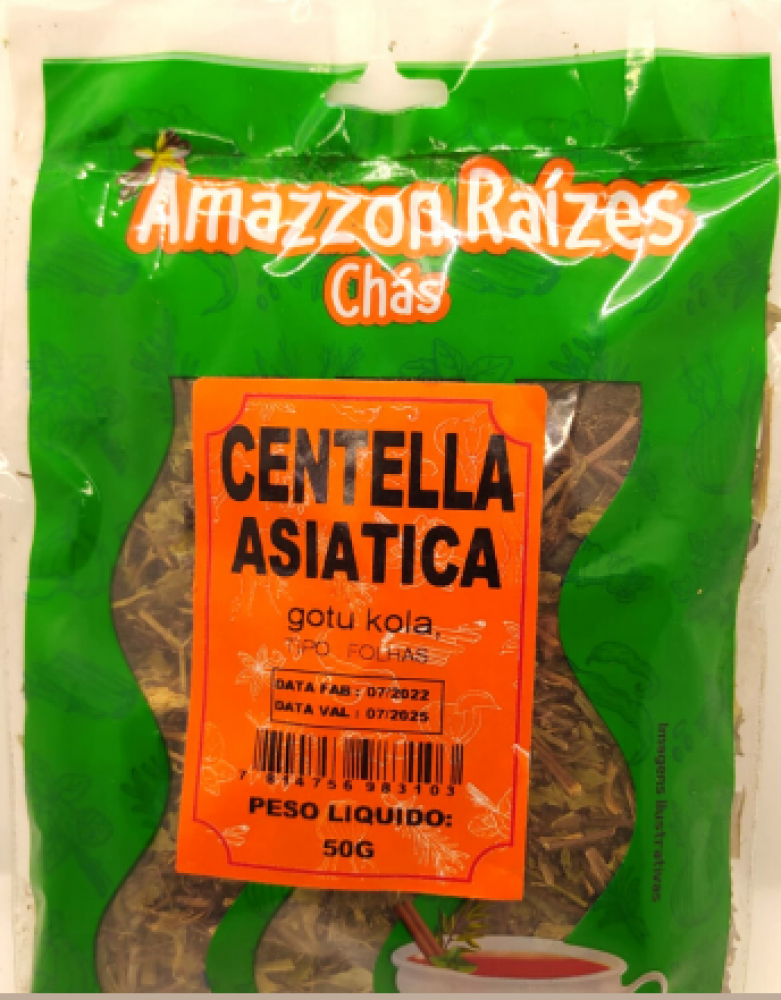 Amazzon Raízes
Chás
CENTELLA
ASIATICA
gotu kola,
TIPO FOLHAS
DATA FAB : 07/2022
DATA VAL : 07/2025
7 814756 983103
PESO LIQUIDO:
50G
Imagens Ilustrativas